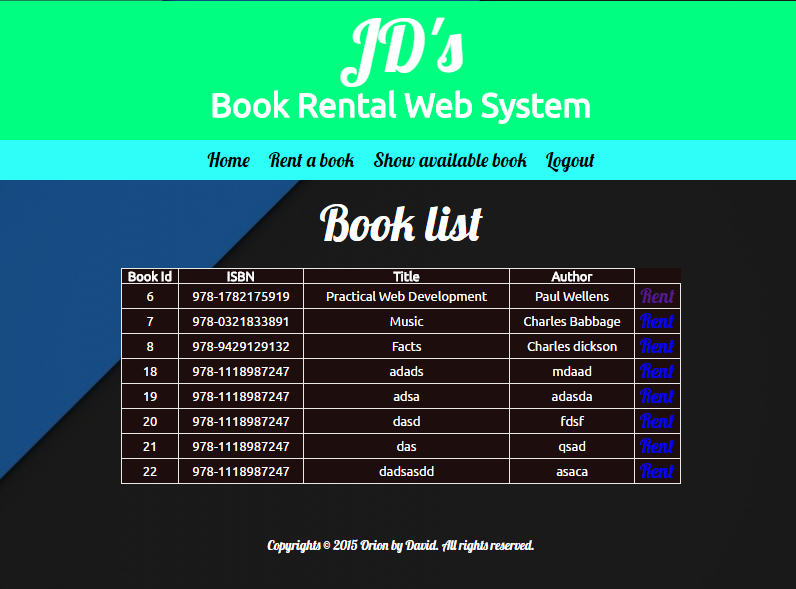 JD's
Book Rental Web System
Home Rent a book Show available book Logout
Book list
Book Id ISBN Title Author
6 978-1782175919 Practical Web Development Paul Wellens Rent
7 978-0321833891 Music Charles Babbage Rent
8 978-9429129132 Facts Charles dickson Rent
18 978-1118987247 adads mdaad Rent
19 978-1118987247 adsa adasda Rent
20 978-1118987247 dasd fdsf Rent
21 978-1118987247 das qsad Rent
22 978-1118987247 dadsasdd asaca Rent
Copyrights © 2015 Orion by David. All rights reserved.